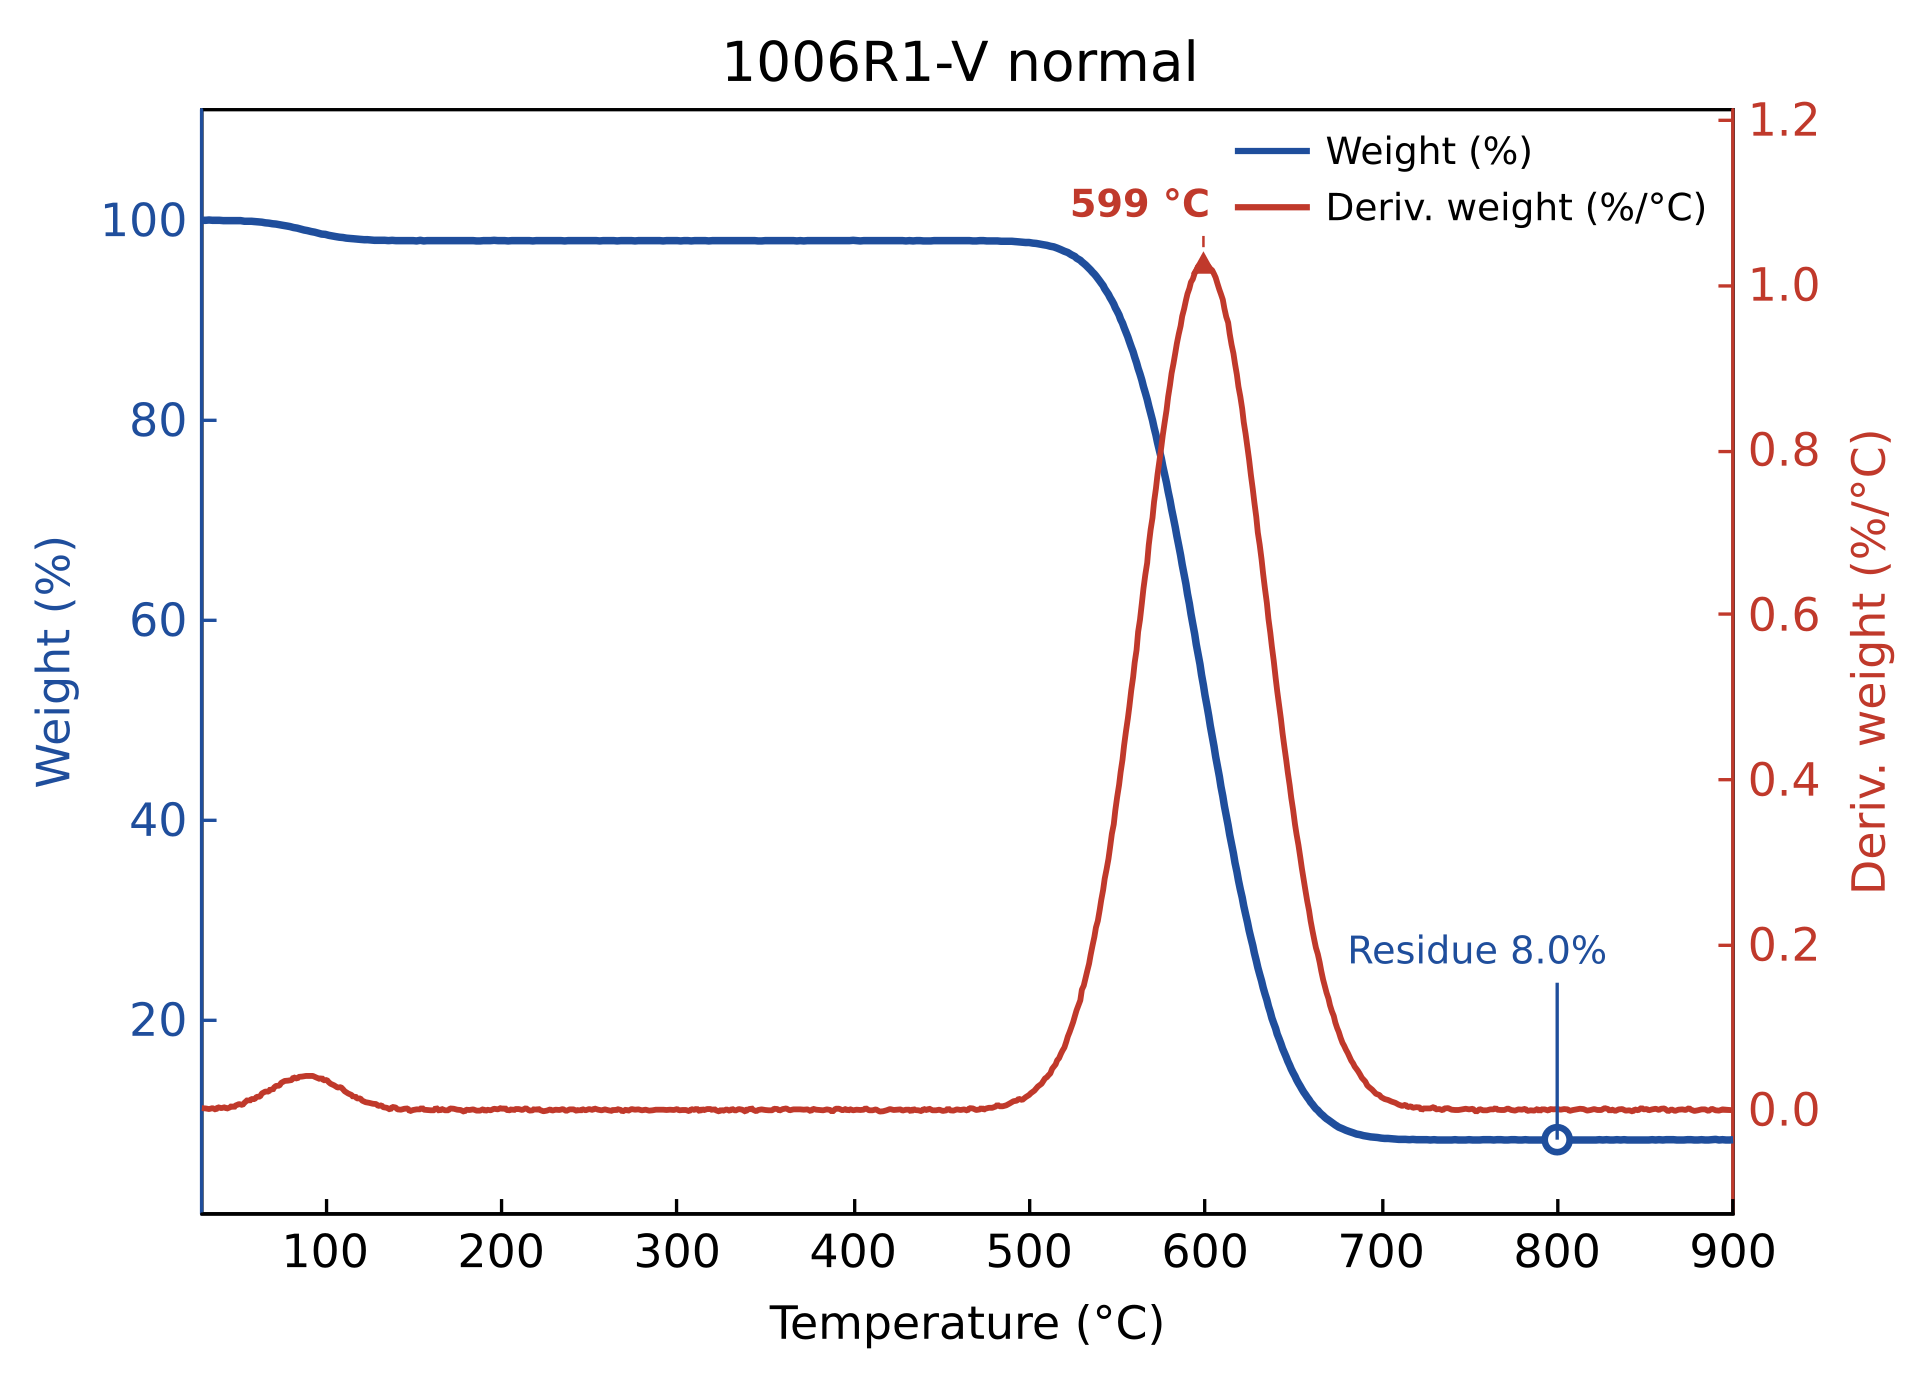 1006R1-V normal
Weight (%)
Deriv. weight (%/°C)
599 °C
Residue 8.0%
100
80
60
40
20
Weight (%)
1.2
1.0
0.8
0.6
0.4
0.2
0.0
Deriv. weight (%/°C)
100 200 300 400 500 600 700 800 900
Temperature (°C)